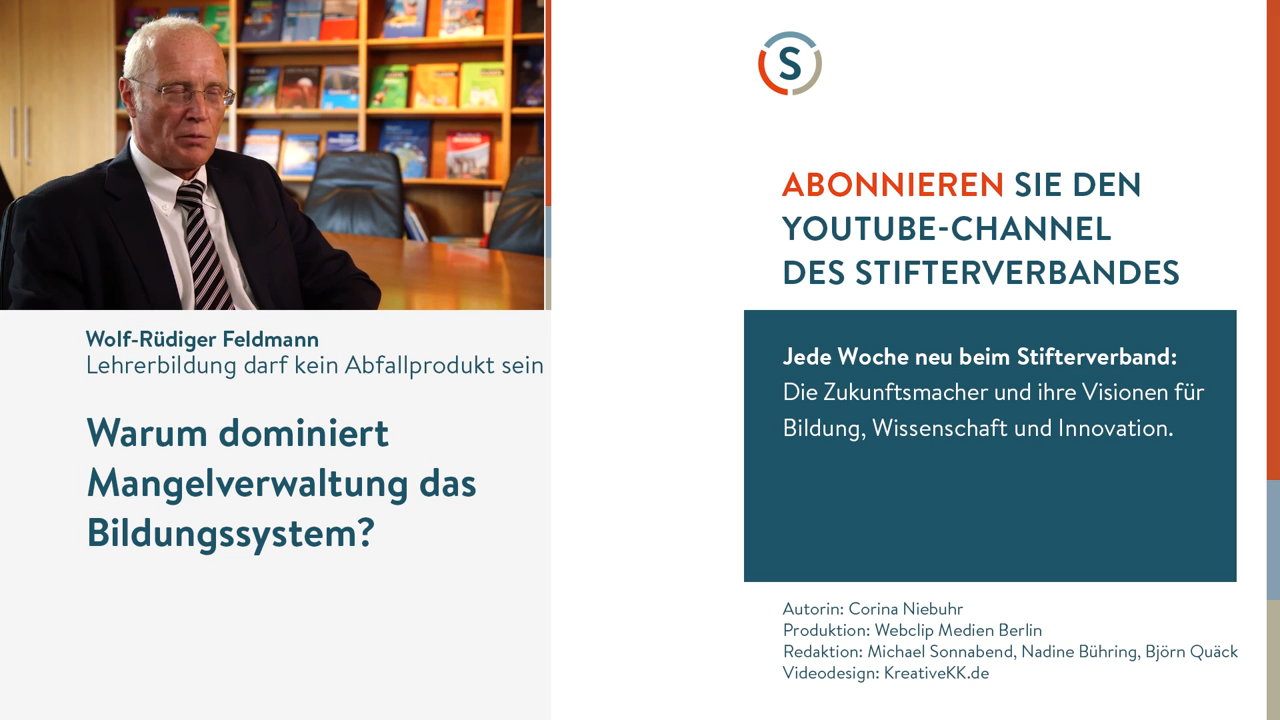 Wolf-Rüdiger Feldmann
Lehrerbildung darf kein Abfallprodukt sein
Warum dominiert
Mangelverwaltung das
Bildungssystem?
S
ABONNIEREN SIE DEN
YOUTUBE-CHANNEL
DES STIFTERVERBANDES
Jede Woche neu beim Stifterverband:
Die Zukunftsmacher und ihre Visionen für
Bildung, Wissenschaft und Innovation.
Autorin: Corina Niebuhr
Produktion: Webclip Medien Berlin
Redaktion: Michael Sonnabend, Nadine Bühring, Björn Quäck
Videodesign: KreativeKK.de